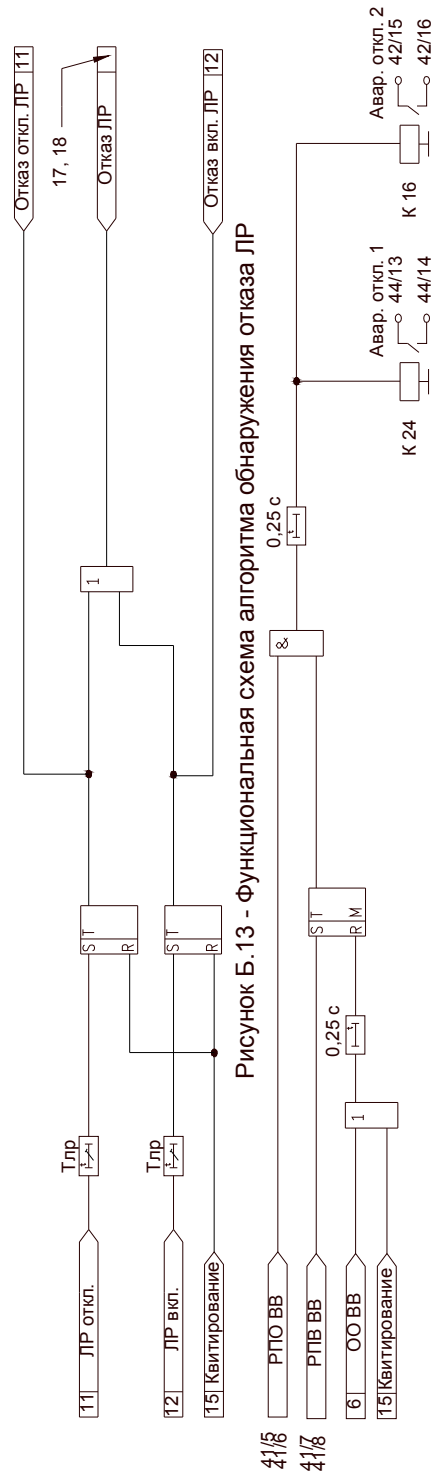 11 ЛР откл.
Тлр
t
S T
R
Отказ откл. ЛР 11
1
17, 18
Отказ ЛР
12 ЛР вкл.
Тлр
t
S T
R
Отказ вкл. ЛР 12
15 Квитирование
Рисунок Б.13 - Функциональная схема алгоритма обнаружения отказа ЛР
41/5
41/6
РПО ВВ
&
0,25 с
t
41/7
41/8
РПВ ВВ
S T
R M
6 ОО ВВ
1
0,25 с
t
15 Квитирование
К 24
Авар. откл. 1
44/13
44/14
К 16
Авар. откл. 2
42/15
42/16